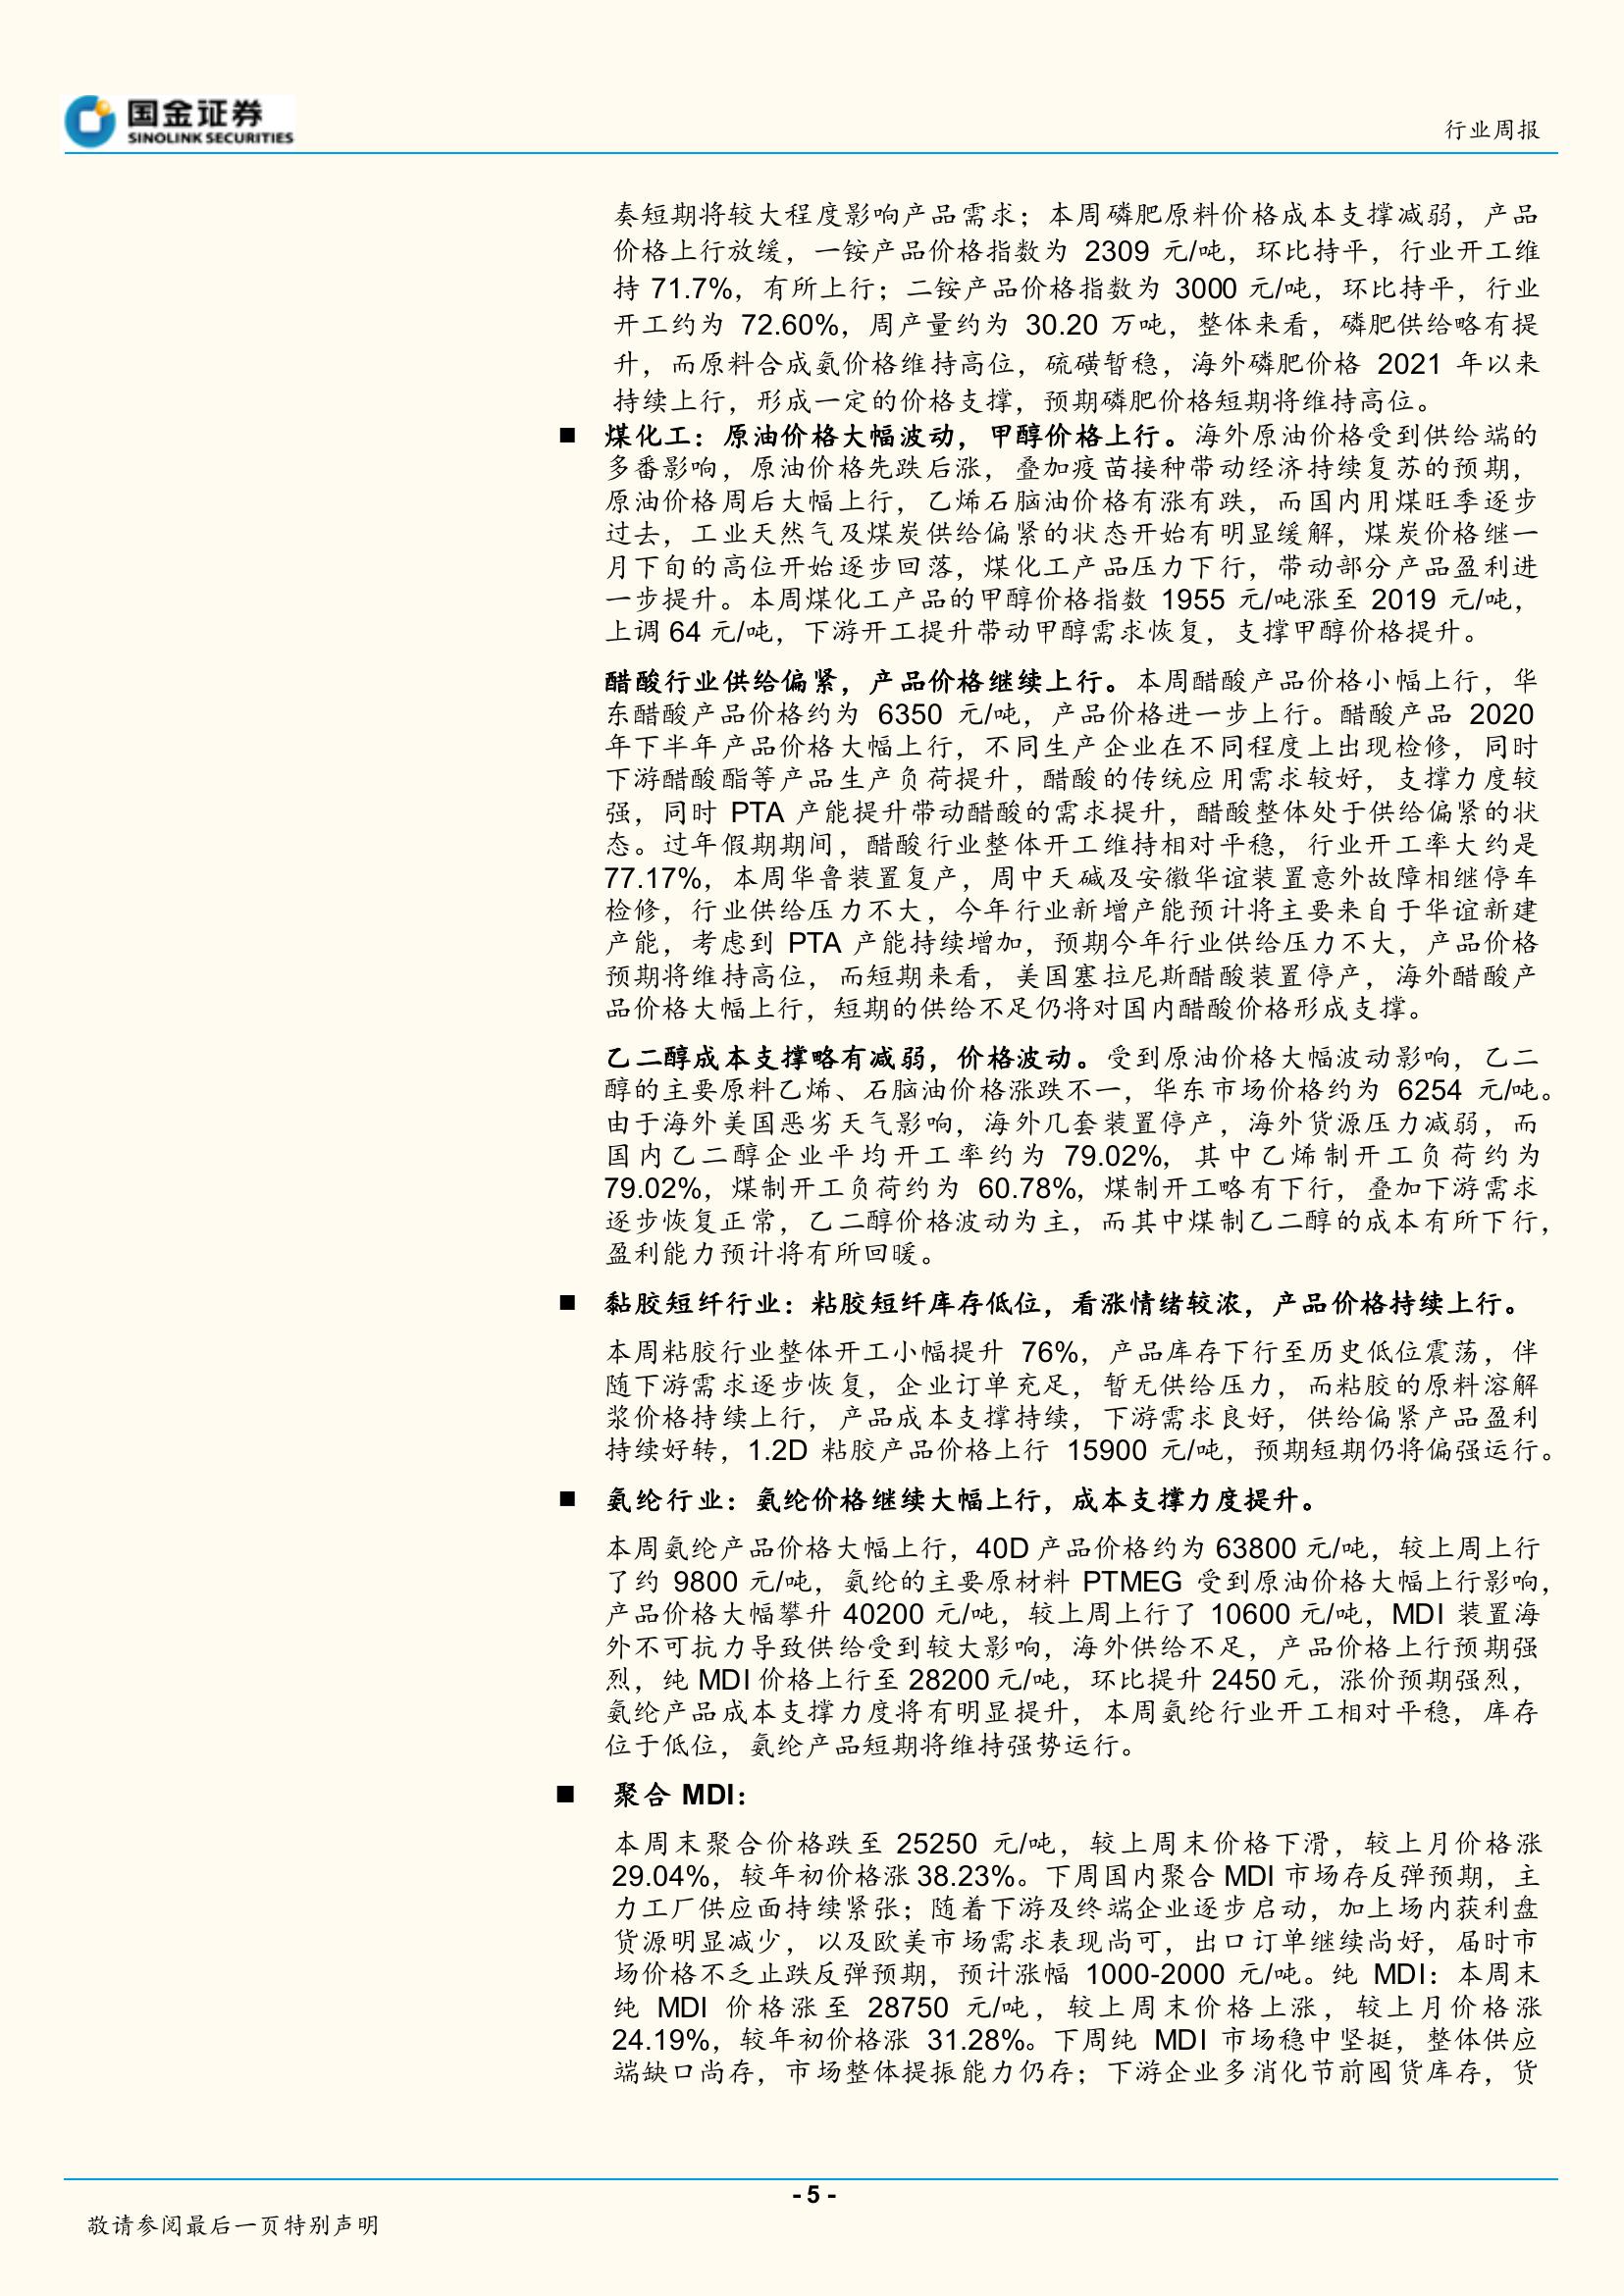 国金证券
SINOLINK SECURITIES
行业周报
奏短期将较大程度影响产品需求；本周磷肥原料价格成本支撑减弱，产品
价格上行放缓，一铵产品价格指数为 2309 元/吨，环比持平，行业开工维
持 71.7%，有所上行；二铵产品价格指数为 3000 元/吨，环比持平，行业
开工约为 72.60%，周产量约为 30.20 万吨，整体来看，磷肥供给略有提
升，而原料合成氨价格维持高位，硫磺暂稳，海外磷肥价格 2021 年以来
持续上行，形成一定的价格支撑，预期磷肥价格短期将维持高位。
■ 煤化工：原油价格大幅波动，甲醇价格上行。海外原油价格受到供给端的
多番影响，原油价格先跌后涨，叠加疫苗接种带动经济持续复苏的预期，
原油价格周后大幅上行，乙烯石脑油价格有涨有跌，而国内用煤旺季逐步
过去，工业天然气及煤炭供给偏紧的状态开始有明显缓解，煤炭价格继一
月下旬的高位开始逐步回落，煤化工产品压力下行，带动部分产品盈利进
一步提升。本周煤化工产品的甲醇价格指数 1955 元/吨涨至 2019 元/吨，
上调 64 元/吨，下游开工提升带动甲醇需求恢复，支撑甲醇价格提升。
醋酸行业供给偏紧，产品价格继续上行。本周醋酸产品价格小幅上行，华
东醋酸产品价格约为 6350 元/吨，产品价格进一步上行。醋酸产品 2020
年下半年产品价格大幅上行，不同生产企业在不同程度上出现检修，同时
下游醋酸酯等产品生产负荷提升，醋酸的传统应用需求较好，支撑力度较
强，同时 PTA 产能提升带动醋酸的需求提升，醋酸整体处于供给偏紧的状
态。过年假期期间，醋酸行业整体开工维持相对平稳，行业开工率大约是
77.17%，本周华鲁装置复产，周中天碱及安徽华谊装置意外故障相继停车
检修，行业供给压力不大，今年行业新增产能预计将主要来自于华谊新建
产能，考虑到 PTA 产能持续增加，预期今年行业供给压力不大，产品价格
预期将维持高位，而短期来看，美国塞拉尼斯醋酸装置停产，海外醋酸产
品价格大幅上行，短期的供给不足仍将对国内醋酸价格形成支撑。
乙二醇成本支撑略有减弱，价格波动。受到原油价格大幅波动影响，乙二
醇的主要原料乙烯、石脑油价格涨跌不一，华东市场价格约为 6254 元/吨。
由于海外美国恶劣天气影响，海外几套装置停产，海外货源压力减弱，而
国内乙二醇企业平均开工率约为 79.02%，其中乙烯制开工负荷约为
79.02%，煤制开工负荷约为 60.78%，煤制开工略有下行，叠加下游需求
逐步恢复正常，乙二醇价格波动为主，而其中煤制乙二醇的成本有所下行，
盈利能力预计将有所回暖。
■ 黏胶短纤行业：粘胶短纤库存低位，看涨情绪较浓，产品价格持续上行。
本周粘胶行业整体开工小幅提升 76%，产品库存下行至历史低位震荡，伴
随下游需求逐步恢复，企业订单充足，暂无供给压力，而粘胶的原料溶解
浆价格持续上行，产品成本支撑持续，下游需求良好，供给偏紧产品盈利
持续好转，1.2D 粘胶产品价格上行 15900 元/吨，预期短期仍将偏强运行。
■ 氨纶行业：氨纶价格继续大幅上行，成本支撑力度提升。
本周氨纶产品价格大幅上行，40D 产品价格约为 63800 元/吨，较上周上行
了约 9800 元/吨，氨纶的主要原材料 PTMEG 受到原油价格大幅上行影响，
产品价格大幅攀升 40200 元/吨，较上周上行了 10600 元/吨，MDI 装置海
外不可抗力导致供给受到较大影响，海外供给不足，产品价格上行预期强
烈，纯 MDI 价格上行至 28200 元/吨，环比提升 2450 元，涨价预期强烈，
氨纶产品成本支撑力度将有明显提升，本周氨纶行业开工相对平稳，库存
位于低位，氨纶产品短期将维持强势运行。
■ 聚合 MDI：
本周末聚合价格跌至 25250 元/吨，较上周末价格下滑，较上月价格涨
29.04%，较年初价格涨 38.23%。下周国内聚合 MDI 市场存反弹预期，主
力工厂供应面持续紧张；随着下游及终端企业逐步启动，加上场内获利盘
货源明显减少，以及欧美市场需求表现尚可，出口订单继续尚好，届时市
场价格不乏止跌反弹预期，预计涨幅 1000-2000 元/吨。纯 MDI：本周末
纯 MDI 价格涨至 28750 元/吨，较上周末价格上涨，较上月价格涨
24.19%，较年初价格涨 31.28%。下周纯 MDI 市场稳中坚挺，整体供应
端缺口尚存，市场整体提振能力仍存；下游企业多消化节前囤货库存，货
- 5 -
敬请参阅最后一页特别声明